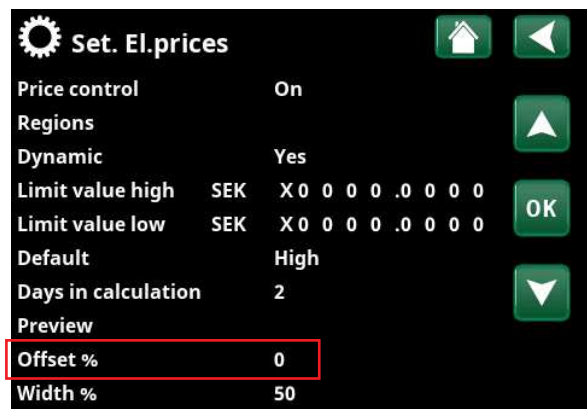 Set. El.prices
Price control On
Regions
Dynamic Yes
Limit value high SEK X 0 0 0 0 .0 0 0 0
Limit value low SEK X 0 0 0 0 .0 0 0 0
OK
Default High
Days in calculation 2
Preview
Offset % 0
Width % 50